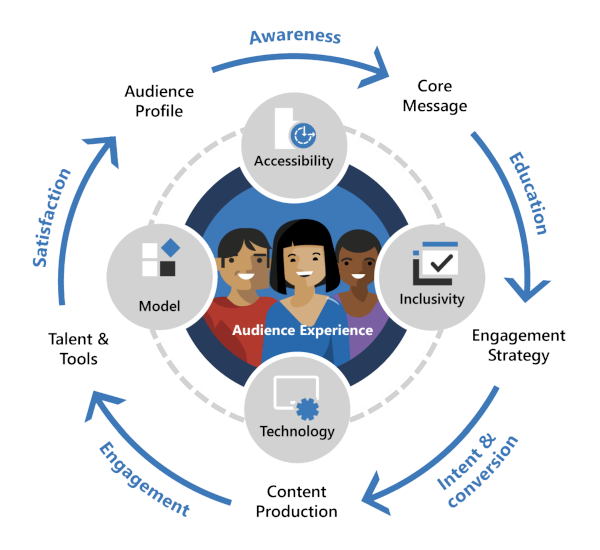 Awareness
Audience
Profile
Core
Message
Accessibility
Education
Satisfaction
Model
Inclusivity
Audience Experience
Talent &
Tools
Engagement
Strategy
Technology
Engagement
Intent &
conversion
Content
Production